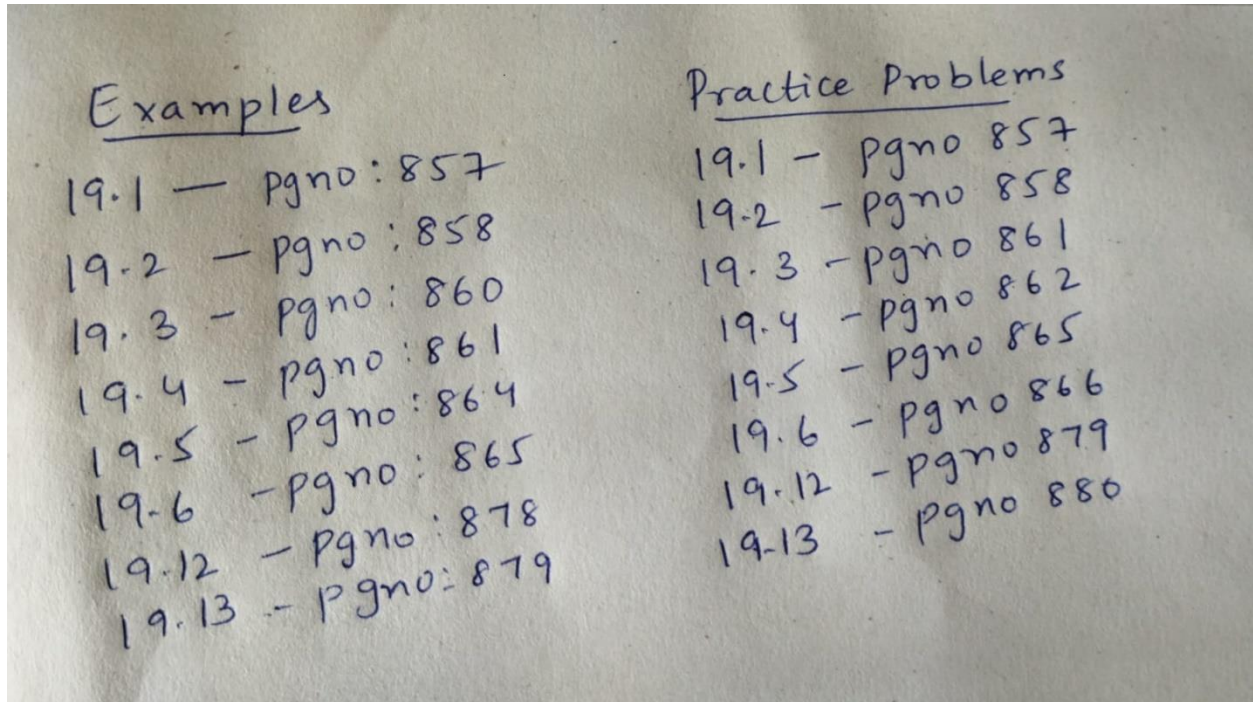 Examples
19.1 — pgno : 857
19.2 - pgno : 858
19.3 - pgno : 860
19.4 - pgno : 861
19.5 - pgno : 864
19.6 - pgno : 865
19.12 - pgno : 878
19.13 - pgno : 879
Practice Problems
19.1 - pgno 857
19.2 - pgno 858
19.3 - pgno 861
19.4 - pgno 862
19.5 - pgno 865
19.6 - pgno 866
19.12 - pgno 879
19.13 - pgno 880